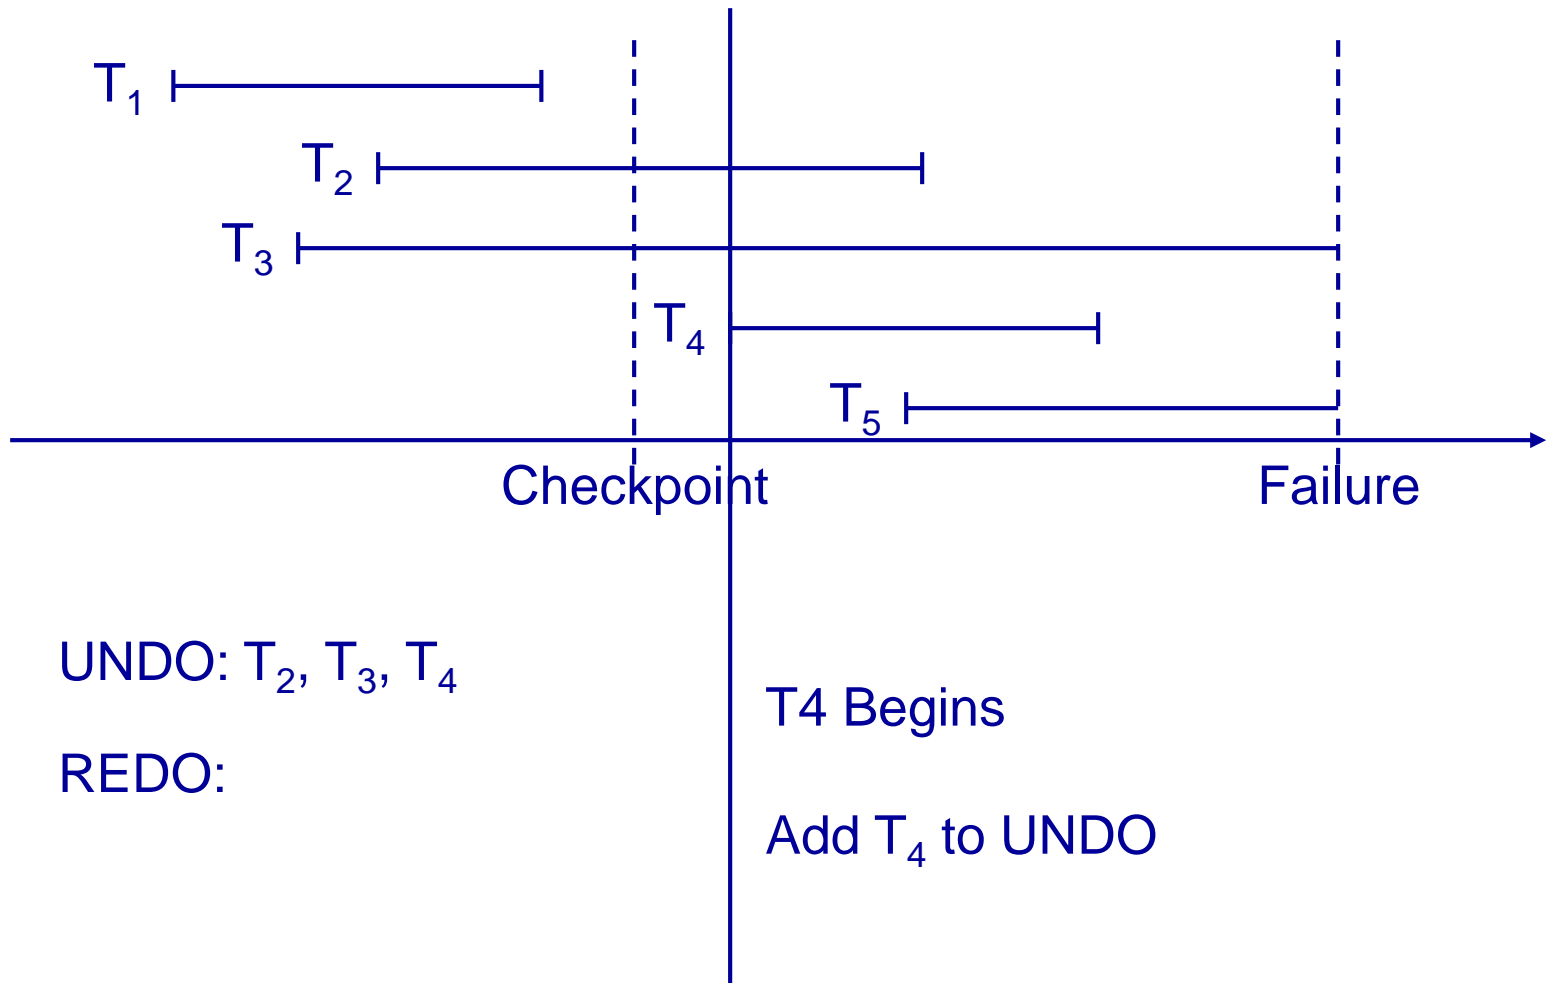 T1
T2
T3
T4
T5
Checkpoint
Failure
UNDO: T2, T3, T4
REDO:
T4 Begins
Add T4 to UNDO